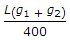 L(g₁ + g₂)
400